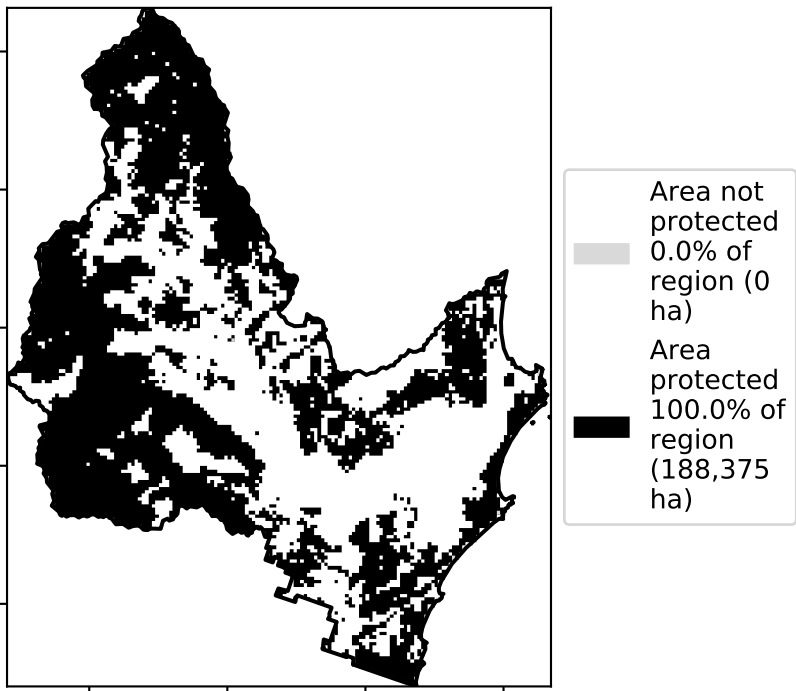 Area not
protected
0.0% of
region (0
ha)
Area
protected
100.0% of
region
(188,375
ha)